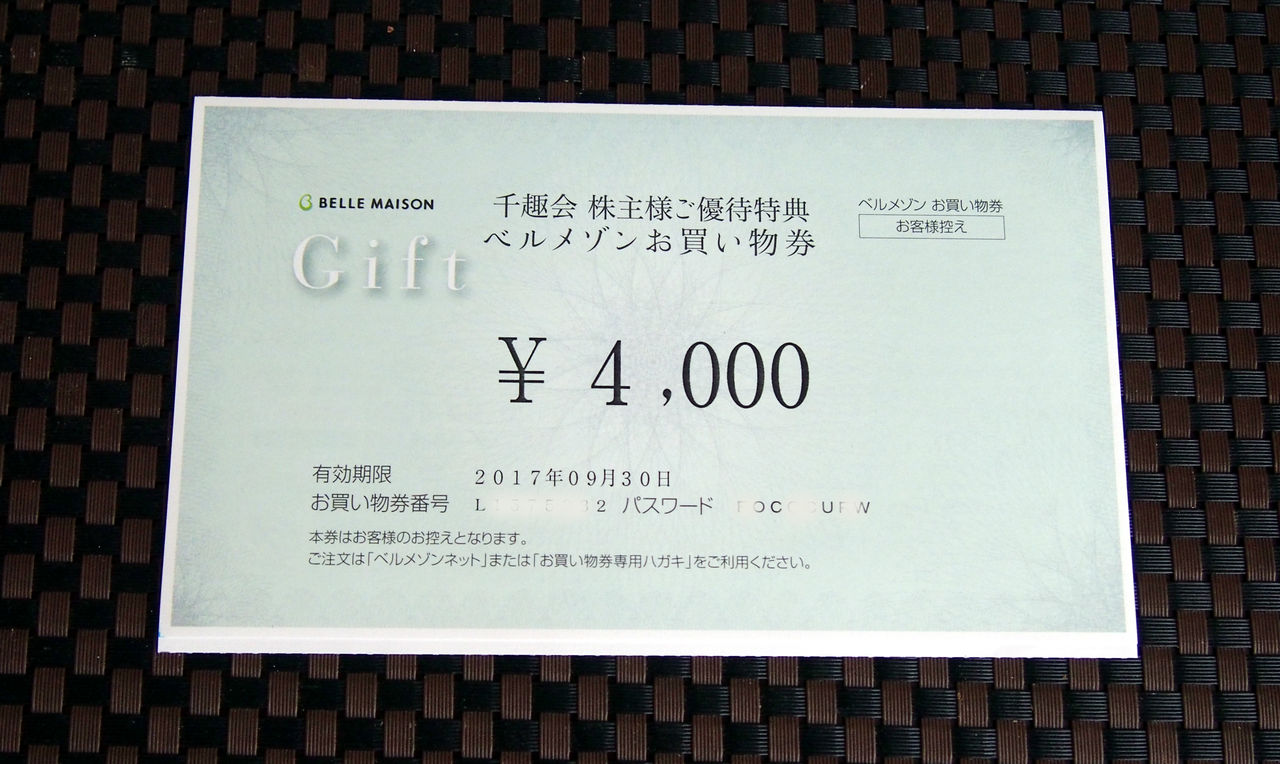 BELLE MAISON
Gift
千趣会 株主様ご優待特典
ベルメゾンお買い物券
ベルメゾン お買い物券
お客様控え
¥ 4,000
有効期限 2017年09月30日
お買い物券番号 パスワード
本券はお客様のお控えとなります。
ご注文は「ベルメゾンネット」または「お買い物券専用ハガキ」をご利用ください。